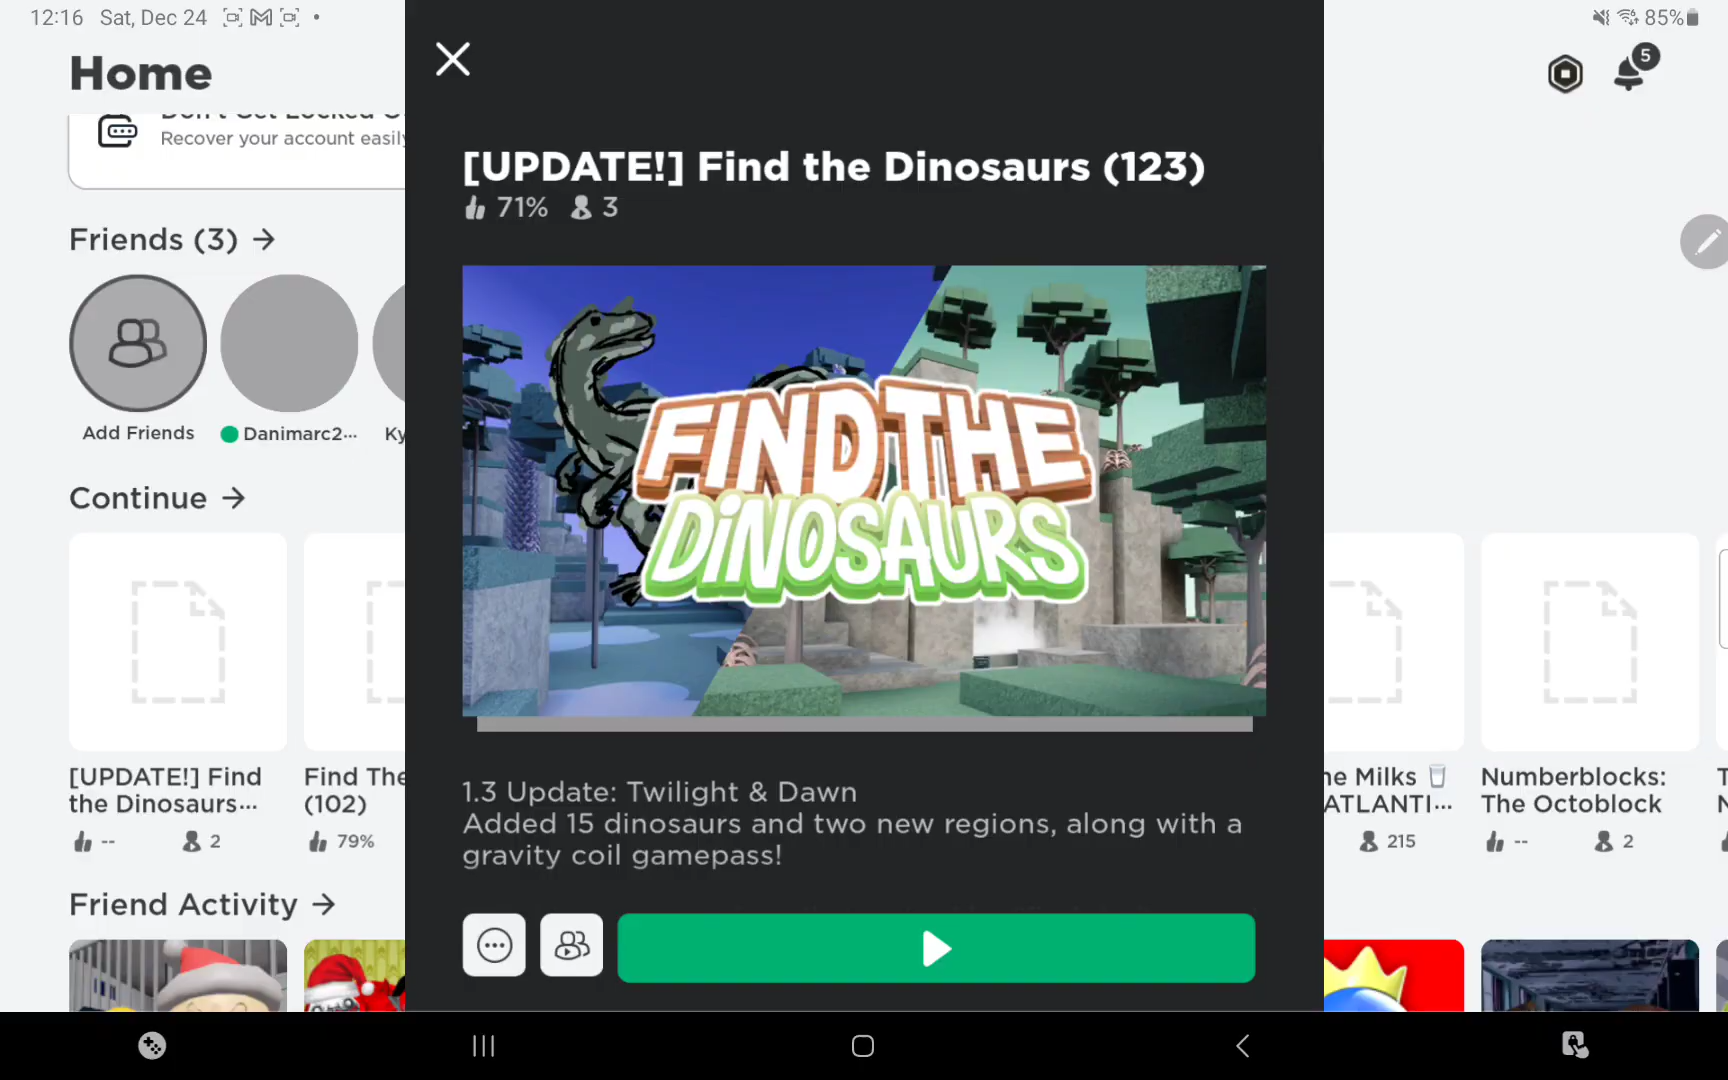 12:16 Sat, Dec 24
85%
Home
5
Recover your account easily
Friends (3) →
Add Friends
Danimarc2...
Ky
Continue →
[UPDATE!] Find
the Dinosaurs...
-- 2
Find The
(102)
79%
Friend Activity →
[UPDATE!] Find the Dinosaurs (123)
71% 3
FIND THE
DINOSAURS
1.3 Update: Twilight & Dawn
Added 15 dinosaurs and two new regions, along with a
gravity coil gamepass!
he Milks
ATLANTI...
215
Numberblocks:
The Octoblock
-- 2